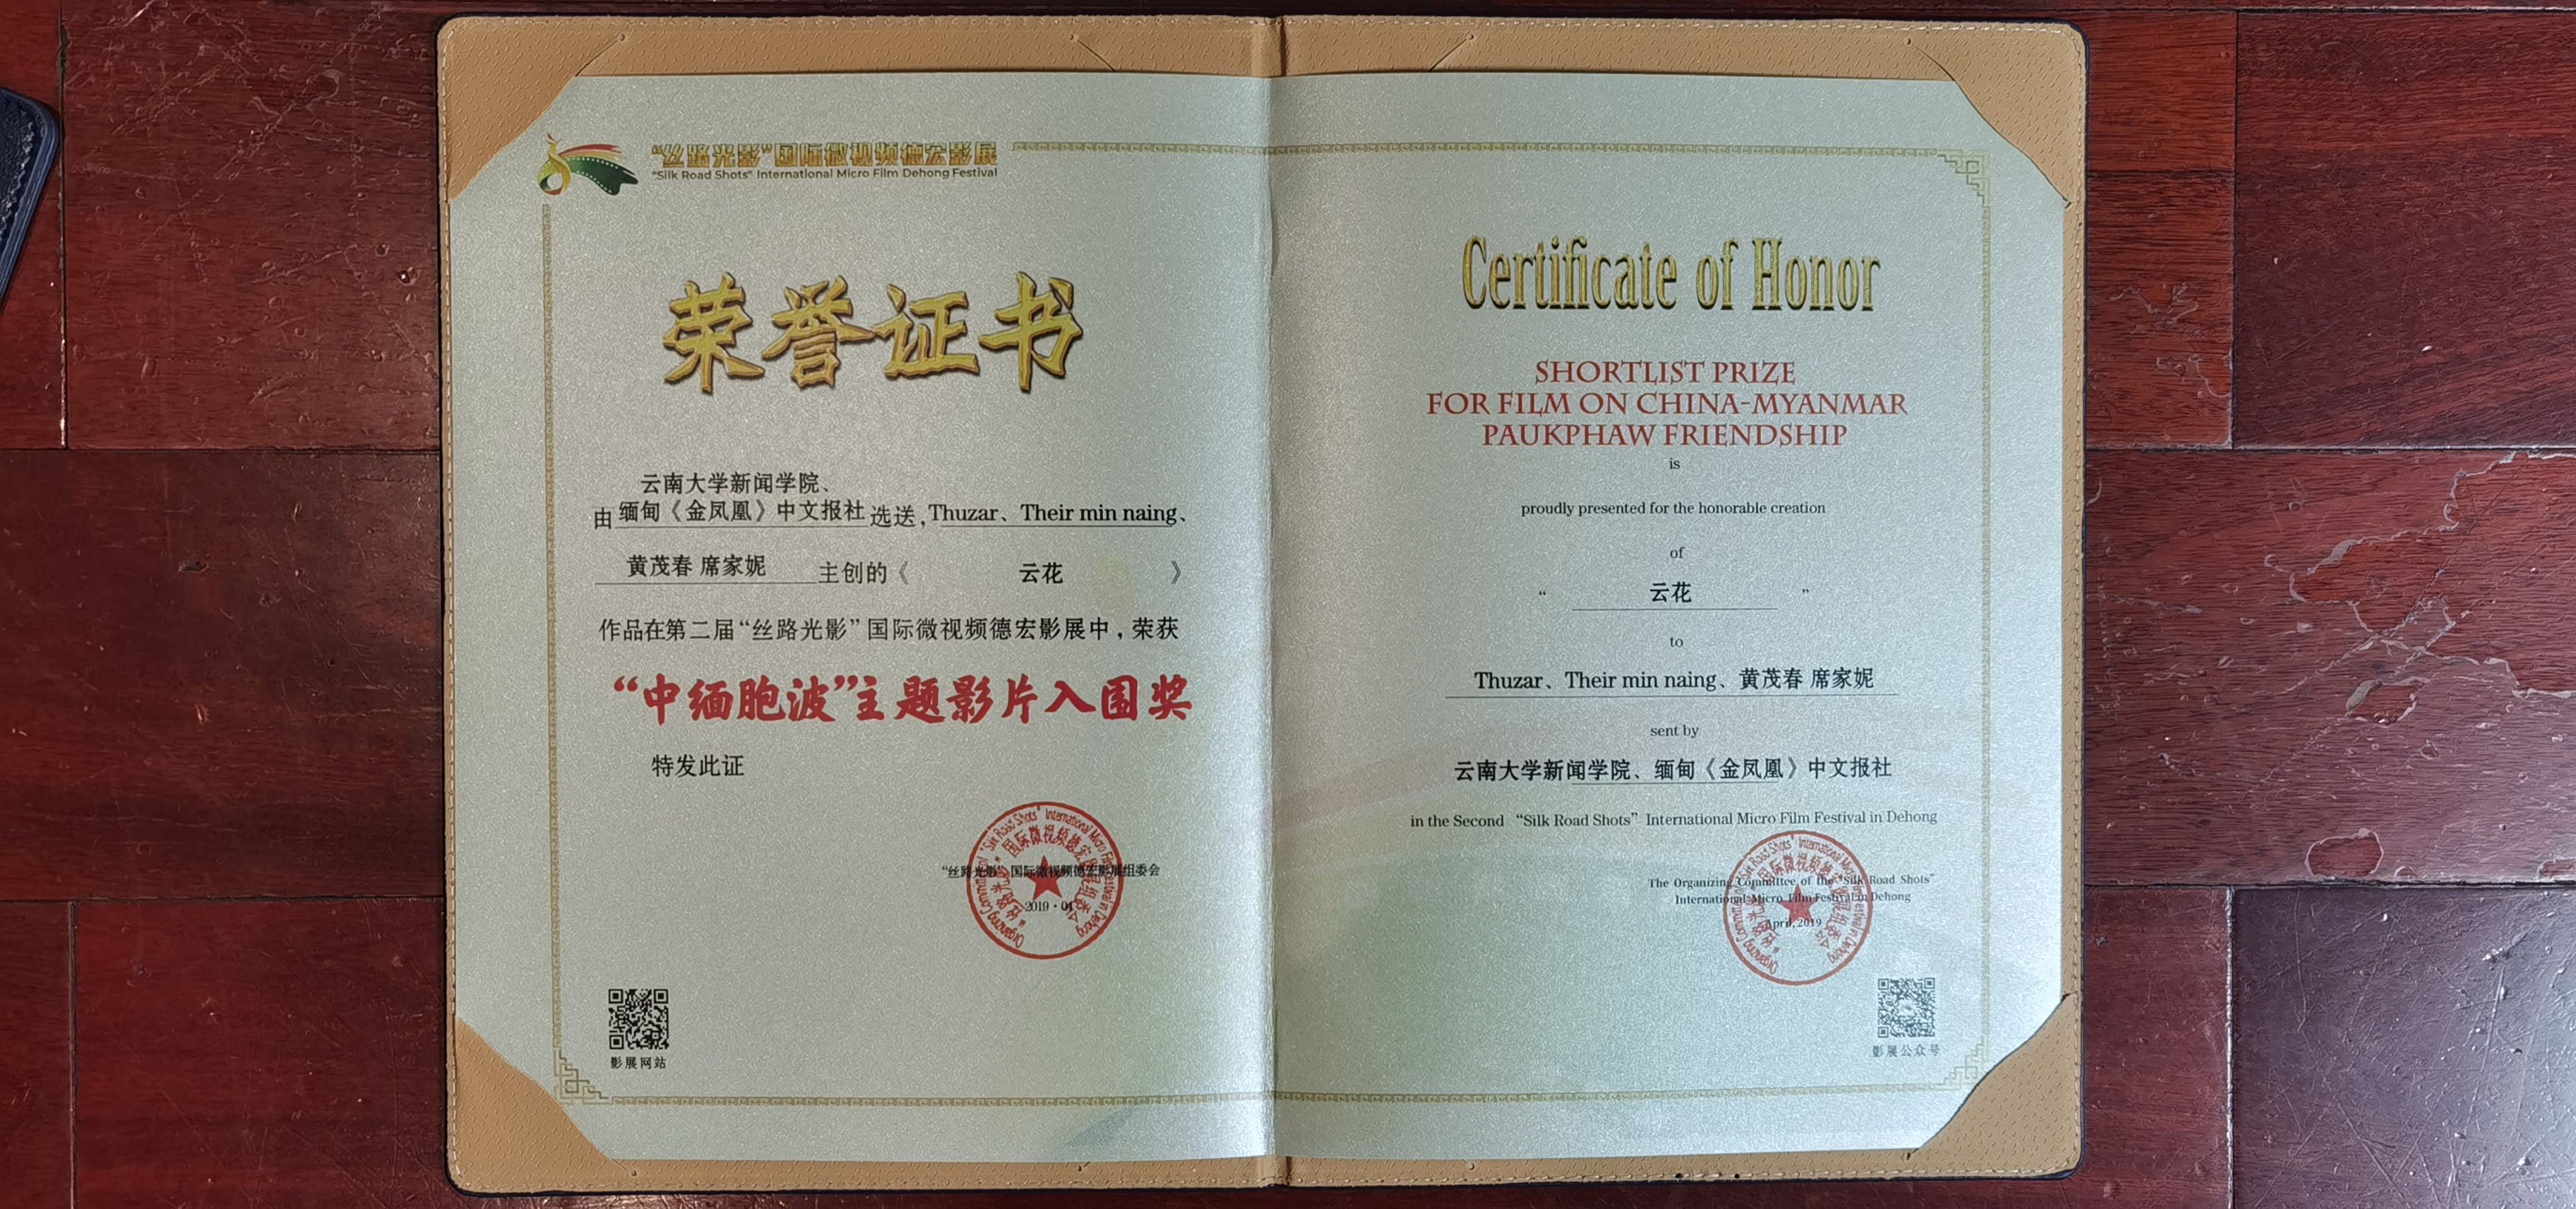 “丝路光影”国际微视频德宏影展
"Silk Road Shots" International Micro Film Dehong Festival
荣誉证书
云南大学新闻学院、
由缅甸《金凤凰》中文报社选送,Thuzar、Their min naing、
黄茂春 席家妮 主创的《 云花 》
作品在第二届“丝路光影”国际微视频德宏影展中，荣获
“中缅胞波”主题影片入围奖
特发此证
“丝路光影”国际微视频德宏影展组委会
2019·04
影展网站
Certificate of Honor
SHORTLIST PRIZE
FOR FILM ON CHINA-MYANMAR
PAUKPHAW FRIENDSHIP
is
proudly presented for the honorable creation
of
“ 云花 ”
to
Thuzar、Their min naing、黄茂春 席家妮
sent by
云南大学新闻学院、缅甸《金凤凰》中文报社
in the Second “Silk Road Shots” International Micro Film Festival in Dehong
The Organizing Committee of the “Silk Road Shots”
International Micro Film Festival in Dehong
April,2019
影展公众号